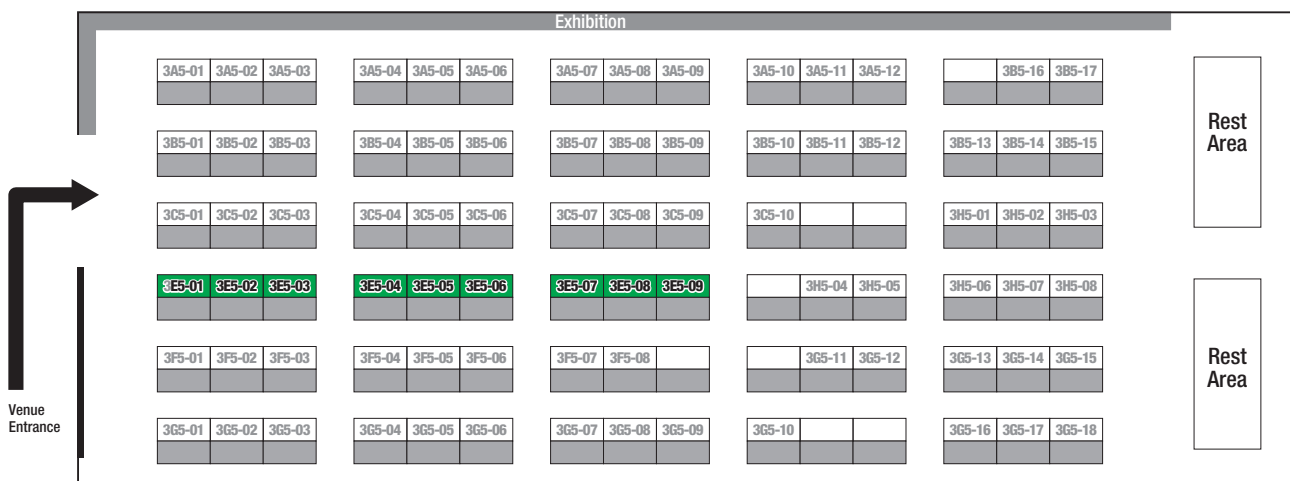 Exhibition
3A5-01 3A5-02 3A5-03 3A5-04 3A5-05 3A5-06 3A5-07 3A5-08 3A5-09 3A5-10 3A5-11 3A5-12 3B5-16 3B5-17
Rest
Area
3B5-01 3B5-02 3B5-03 3B5-04 3B5-05 3B5-06 3B5-07 3B5-08 3B5-09 3B5-10 3B5-11 3B5-12 3B5-13 3B5-14 3B5-15
3C5-01 3C5-02 3C5-03 3C5-04 3C5-05 3C5-06 3C5-07 3C5-08 3C5-09 3C5-10 3H5-01 3H5-02 3H5-03
3E5-01 3E5-02 3E5-03 3E5-04 3E5-05 3E5-06 3E5-07 3E5-08 3E5-09 3H5-04 3H5-05 3H5-06 3H5-07 3H5-08
3F5-01 3F5-02 3F5-03 3F5-04 3F5-05 3F5-06 3F5-07 3F5-08 3G5-11 3G5-12 3G5-13 3G5-14 3G5-15
Rest
Area
Venue
Entrance
3G5-01 3G5-02 3G5-03 3G5-04 3G5-05 3G5-06 3G5-07 3G5-08 3G5-09 3G5-10 3G5-16 3G5-17 3G5-18